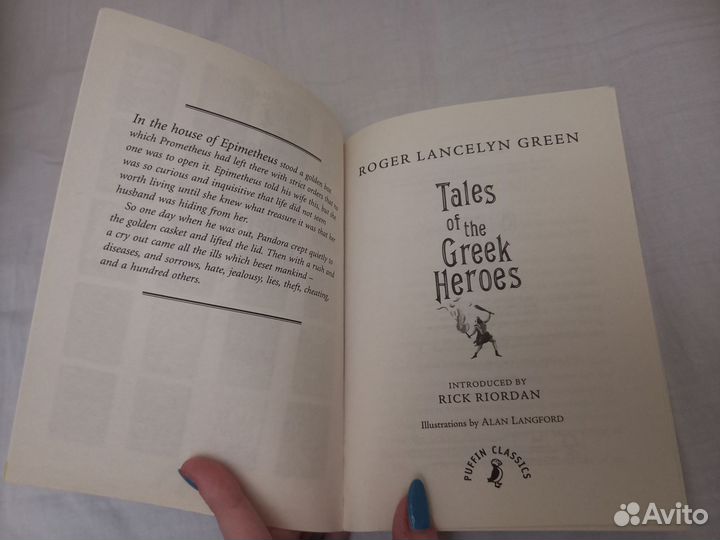 In the house of Epimetheus stood a golden box
which Prometheus had left there with strict orders that no
one was to open it. Epimetheus told his wife this, but she
was so curious and inquisitive that life did not seem
worth living until she knew what treasure it was that her
husband was hiding from her.
So one day when he was out, Pandora crept quietly to
the golden casket and lifted the lid. Then with a rush and
a cry out came all the ills which beset mankind –
diseases, and sorrows, hate, jealousy, lies, theft, cheating,
and a hundred others.
ROGER LANCELYN GREEN
Tales
of the
Greek
Heroes
INTRODUCED BY
RICK RIORDAN
Illustrations by ALAN LANGFORD
PUFFIN CLASSICS
Avito